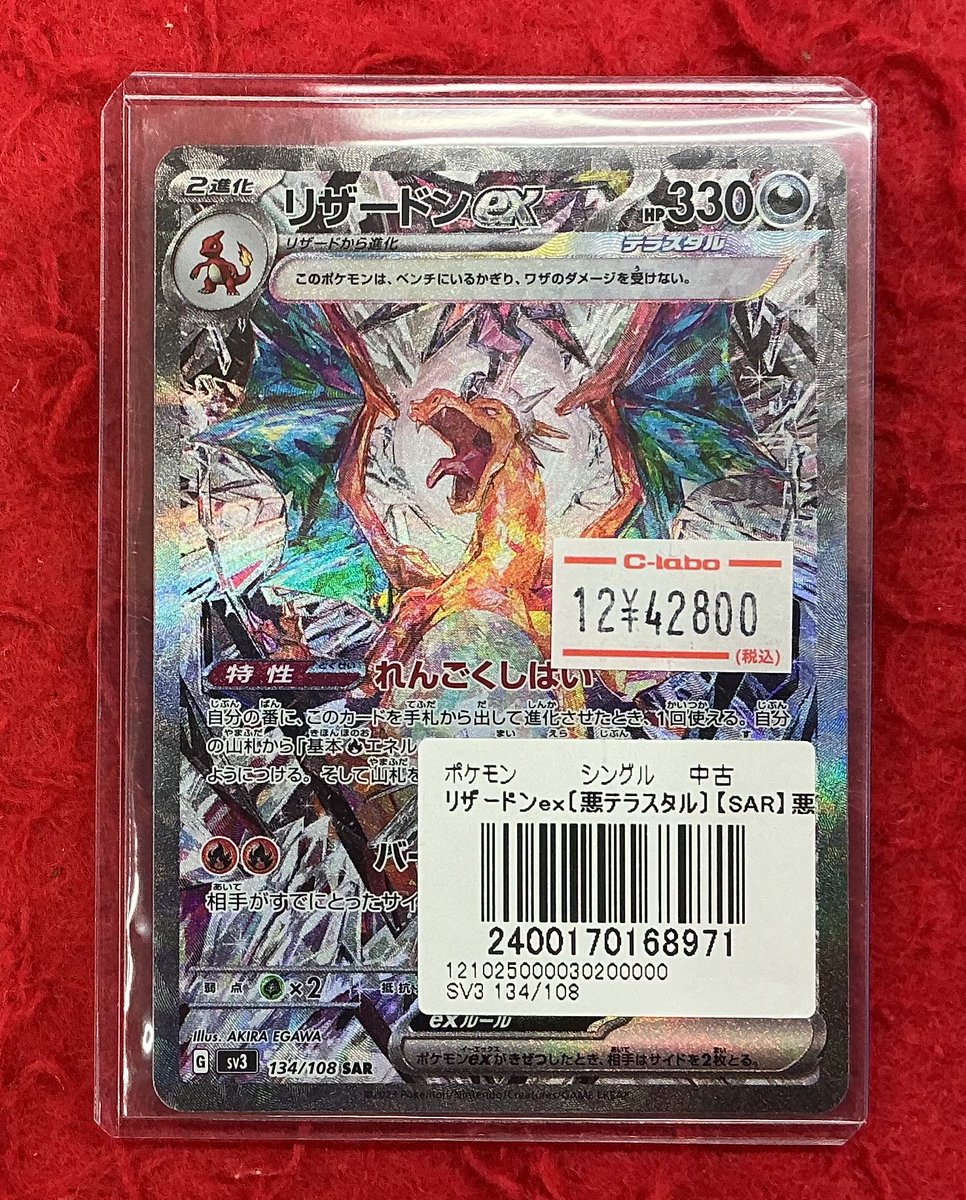 2進化
リザードンex
HP330
リザードから進化
テラスタル
このポケモンは、ベンチにいるかぎり、ワザのダメージを受けない。
C-labo
12¥42800
(税込)
特性
れんごくしはい
自分の番に、このカードを手札から出して進化させたとき、1回使える。自分
の山札から「基本エネル
ようにつける。そして山札を
ポケモン シングル 中古
リザードンex〔悪テラスタル〕【SAR】悪
2400170168971
121025000030200000
SV3 134/108
バー
相手がすでにとったサイ
弱点 ×2 抵抗
exルール
ポケモンexがきぜつしたとき、相手はサイドを2枚とる。
Illus. AKIRA EGAWA
G SV3 134/108 SAR
©2023 Pokémon/Nintendo/Creatures/GAME FREAK